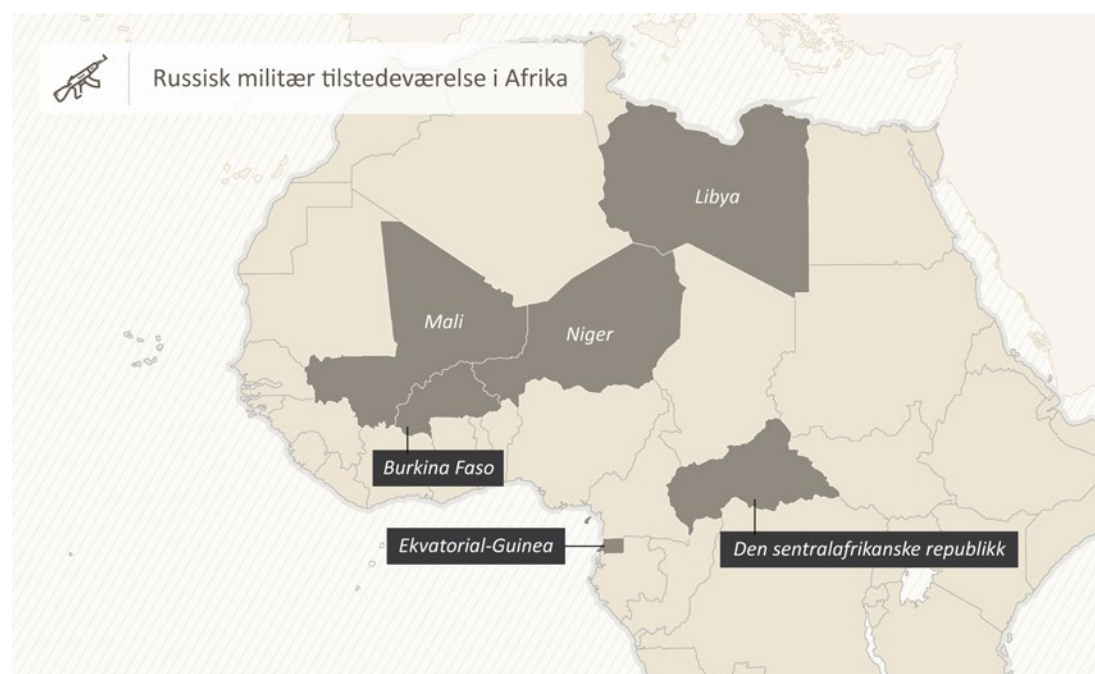 Russisk militær tilstedeværelse i Afrika
Libya
Mali
Niger
Burkina Faso
Ekvatorial-Guinea
Den sentralafrikanske republikk